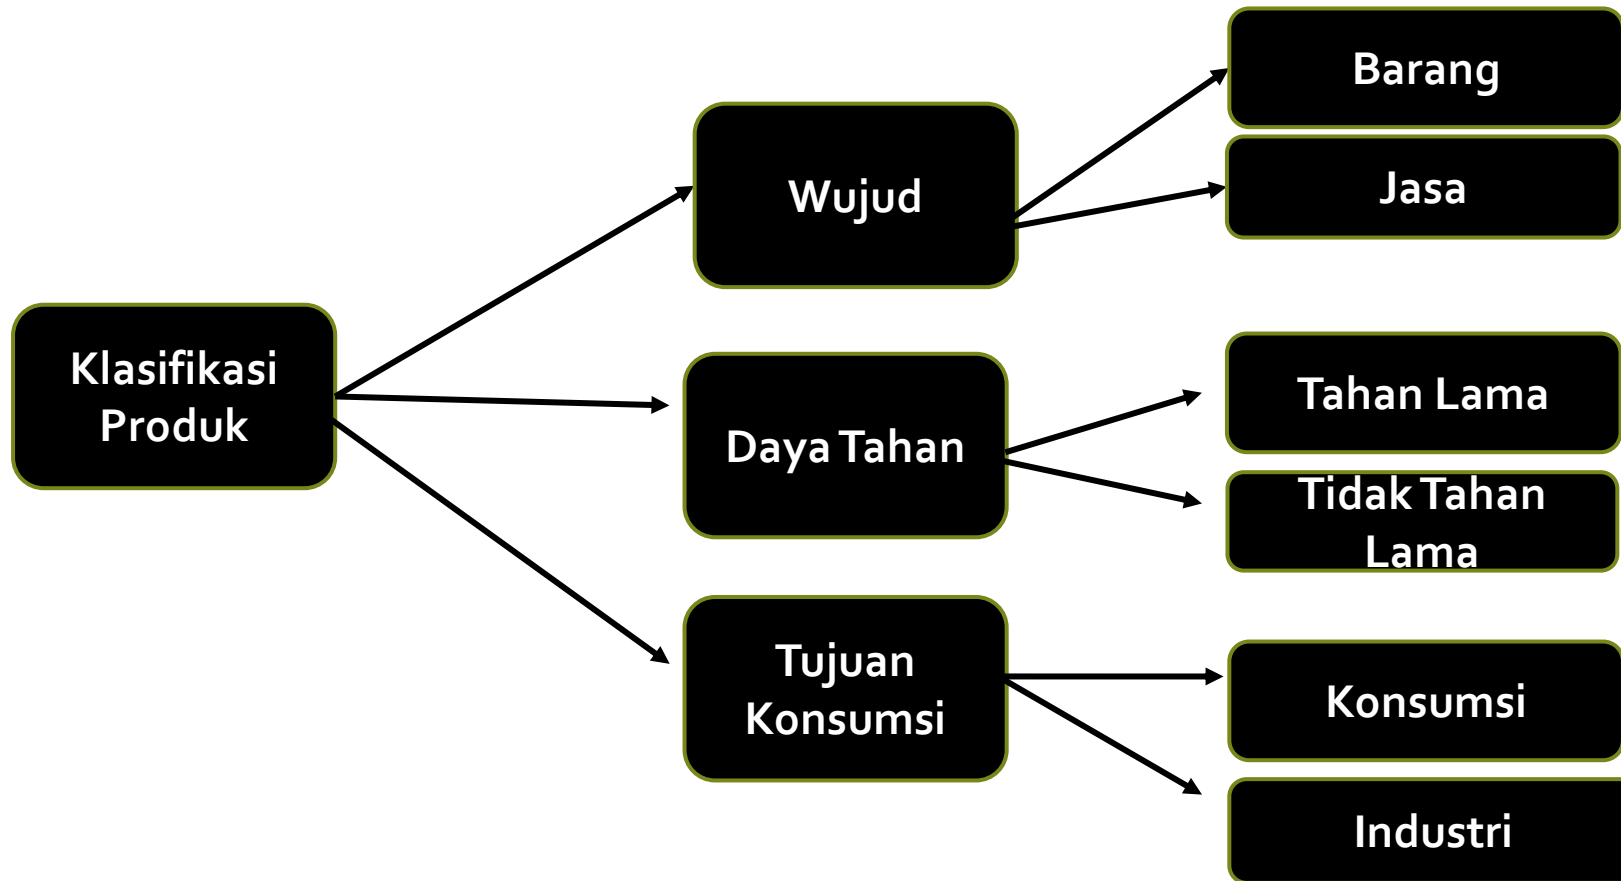 Klasifikasi
Produk
Wujud
Barang
Jasa
Daya Tahan
Tahan Lama
Tidak Tahan
Lama
Tujuan
Konsumsi
Konsumsi
Industri